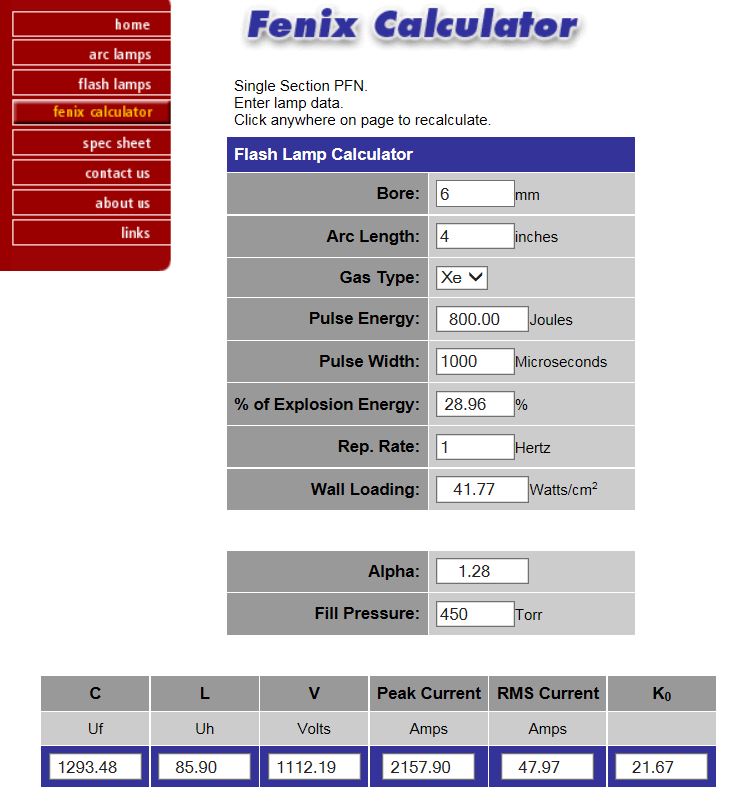 home
arc lamps
flash lamps
fenix calculator
spec sheet
contact us
about us
links
Fenix Calculator
Single Section PFN.
Enter lamp data.
Click anywhere on page to recalculate.
Flash Lamp Calculator
Bore: 6 mm
Arc Length: 4 inches
Gas Type: Xe
Pulse Energy: 800.00 Joules
Pulse Width: 1000 Microseconds
% of Explosion Energy: 28.96 %
Rep. Rate: 1 Hertz
Wall Loading: 41.77 Watts/cm²
Alpha: 1.28
Fill Pressure: 450 Torr
C L V Peak Current RMS Current K₀
Uf Uh Volts Amps Amps
1293.48 85.90 1112.19 2157.90 47.97 21.67